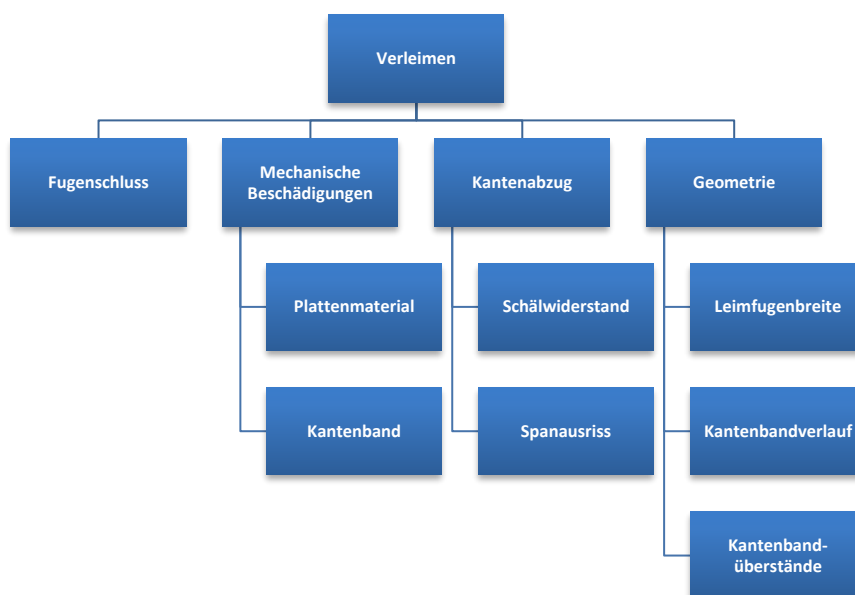 Verleimen
Fugenschluss
Mechanische
Beschädigungen
Kantenabzug
Geometrie
Plattenmaterial
Schälwiderstand
Leimfugenbreite
Kantenband
Spanausriss
Kantenbandverlauf
Kantenband-
überstände